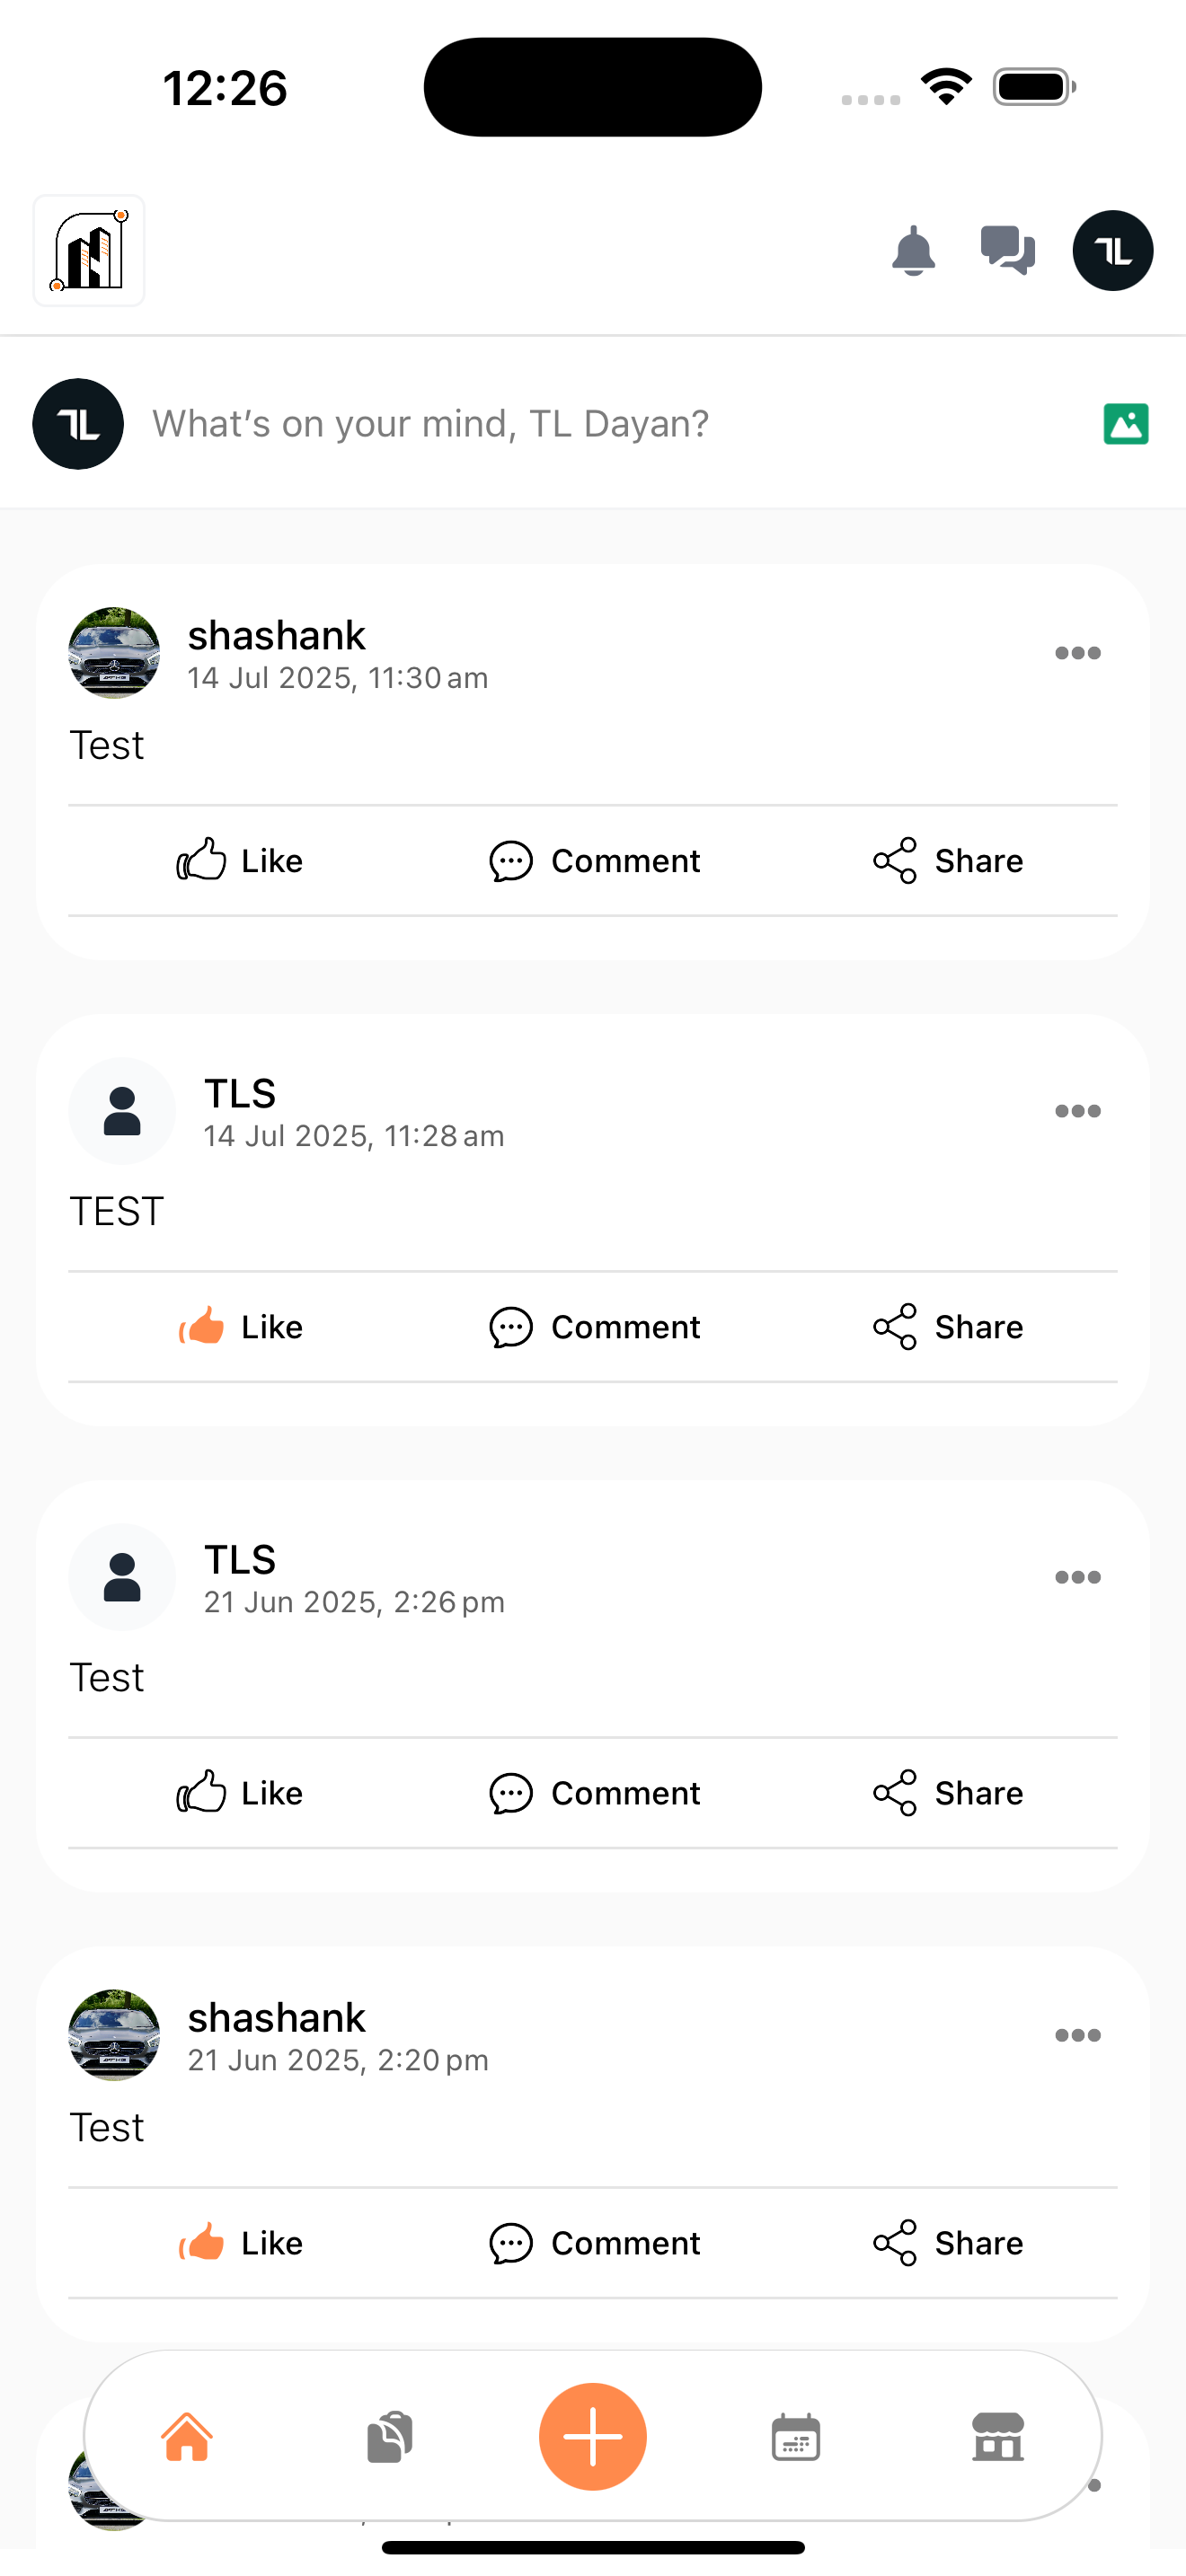 12:26
TL
TL
What's on your mind, TL Dayan?
shashank
14 Jul 2025, 11:30 am
Test
Like
Comment
Share
TLS
14 Jul 2025, 11:28 am
TEST
Like
Comment
Share
TLS
21 Jun 2025, 2:26 pm
Test
Like
Comment
Share
shashank
21 Jun 2025, 2:20 pm
Test
Like
Comment
Share